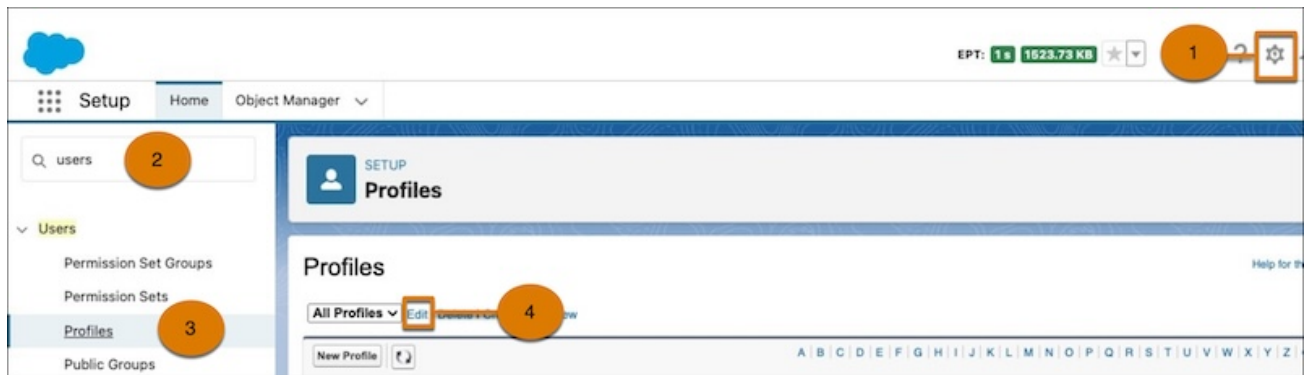 EPT: 1 s 1523.73 KB 1 ?
Setup Home Object Manager
users 2
SETUP
Profiles
Users
Permission Set Groups
Permission Sets
Profiles 3
Public Groups
Profiles
Help for
All Profiles Edit 4
New Profile
A | B | C | D | E | F | G | H | I | J | K | L | M | N | O | P | Q | R | S | T | U | V | W | X | Y | Z |